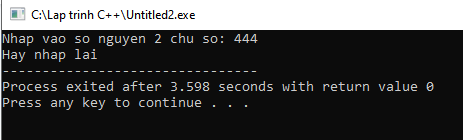 C:\Lap trinh C++\Untitled2.exe
Nhap vao so nguyen 2 chu so: 444
Hay nhap lai
--------------------------------
Process exited after 3.598 seconds with return value 0
Press any key to continue . . .